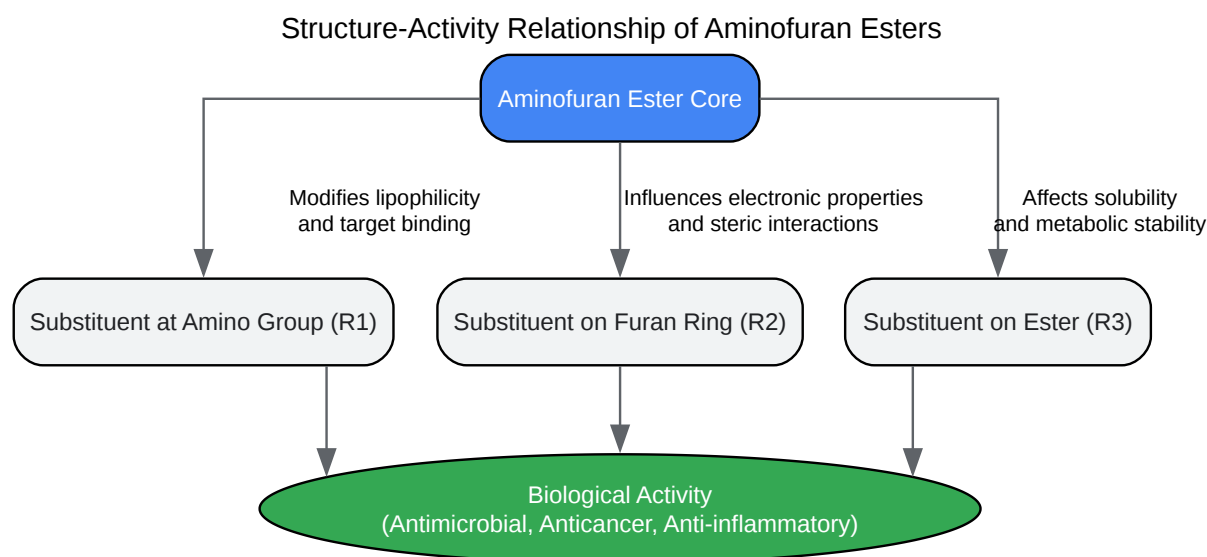 Structure-Activity Relationship of Aminofuran Esters
Aminofuran Ester Core
Modifies lipophilicity
and target binding
Influences electronic properties
and steric interactions
Affects solubility
and metabolic stability
Substituent at Amino Group (R1)
Substituent on Furan Ring (R2)
Substituent on Ester (R3)
Biological Activity
(Antimicrobial, Anticancer, Anti-inflammatory)